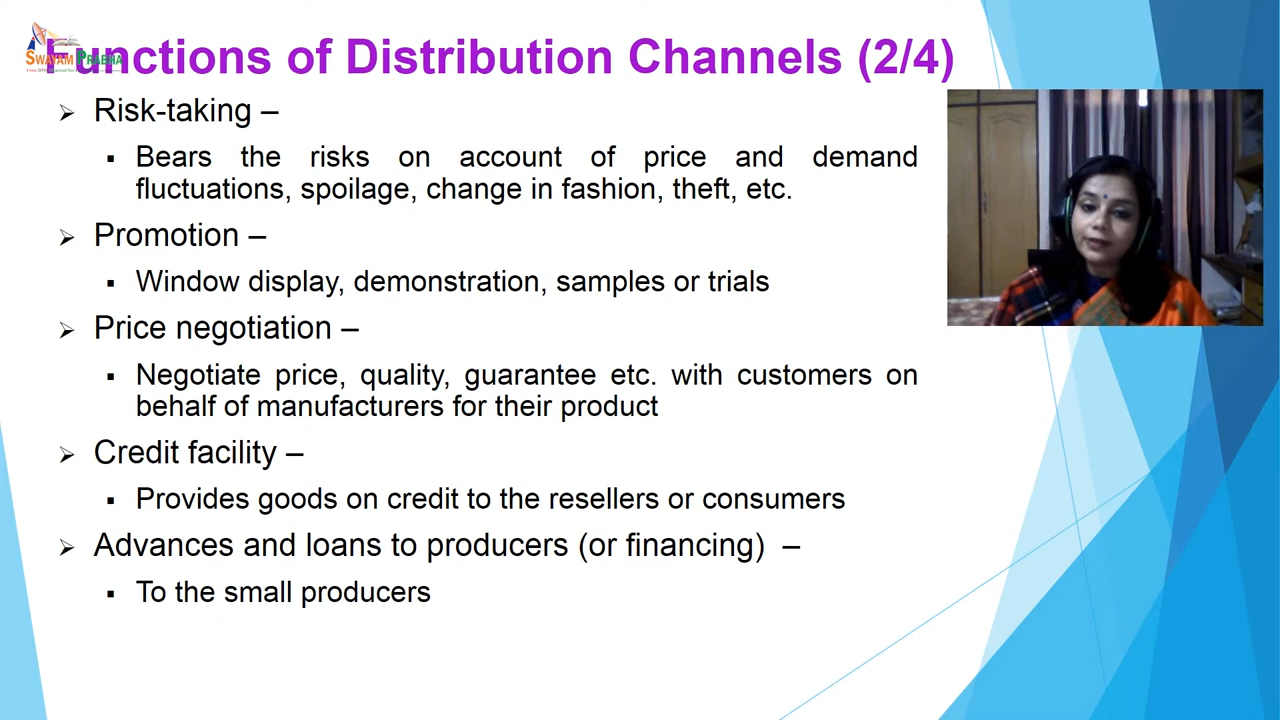 Functions of Distribution Channels (2/4)
SWAYAM PRABHA
Risk-taking –
Bears the risks on account of price and demand
fluctuations, spoilage, change in fashion, theft, etc.
Promotion –
Window display, demonstration, samples or trials
Price negotiation –
Negotiate price, quality, guarantee etc. with customers on
behalf of manufacturers for their product
Credit facility –
Provides goods on credit to the resellers or consumers
Advances and loans to producers (or financing) –
To the small producers